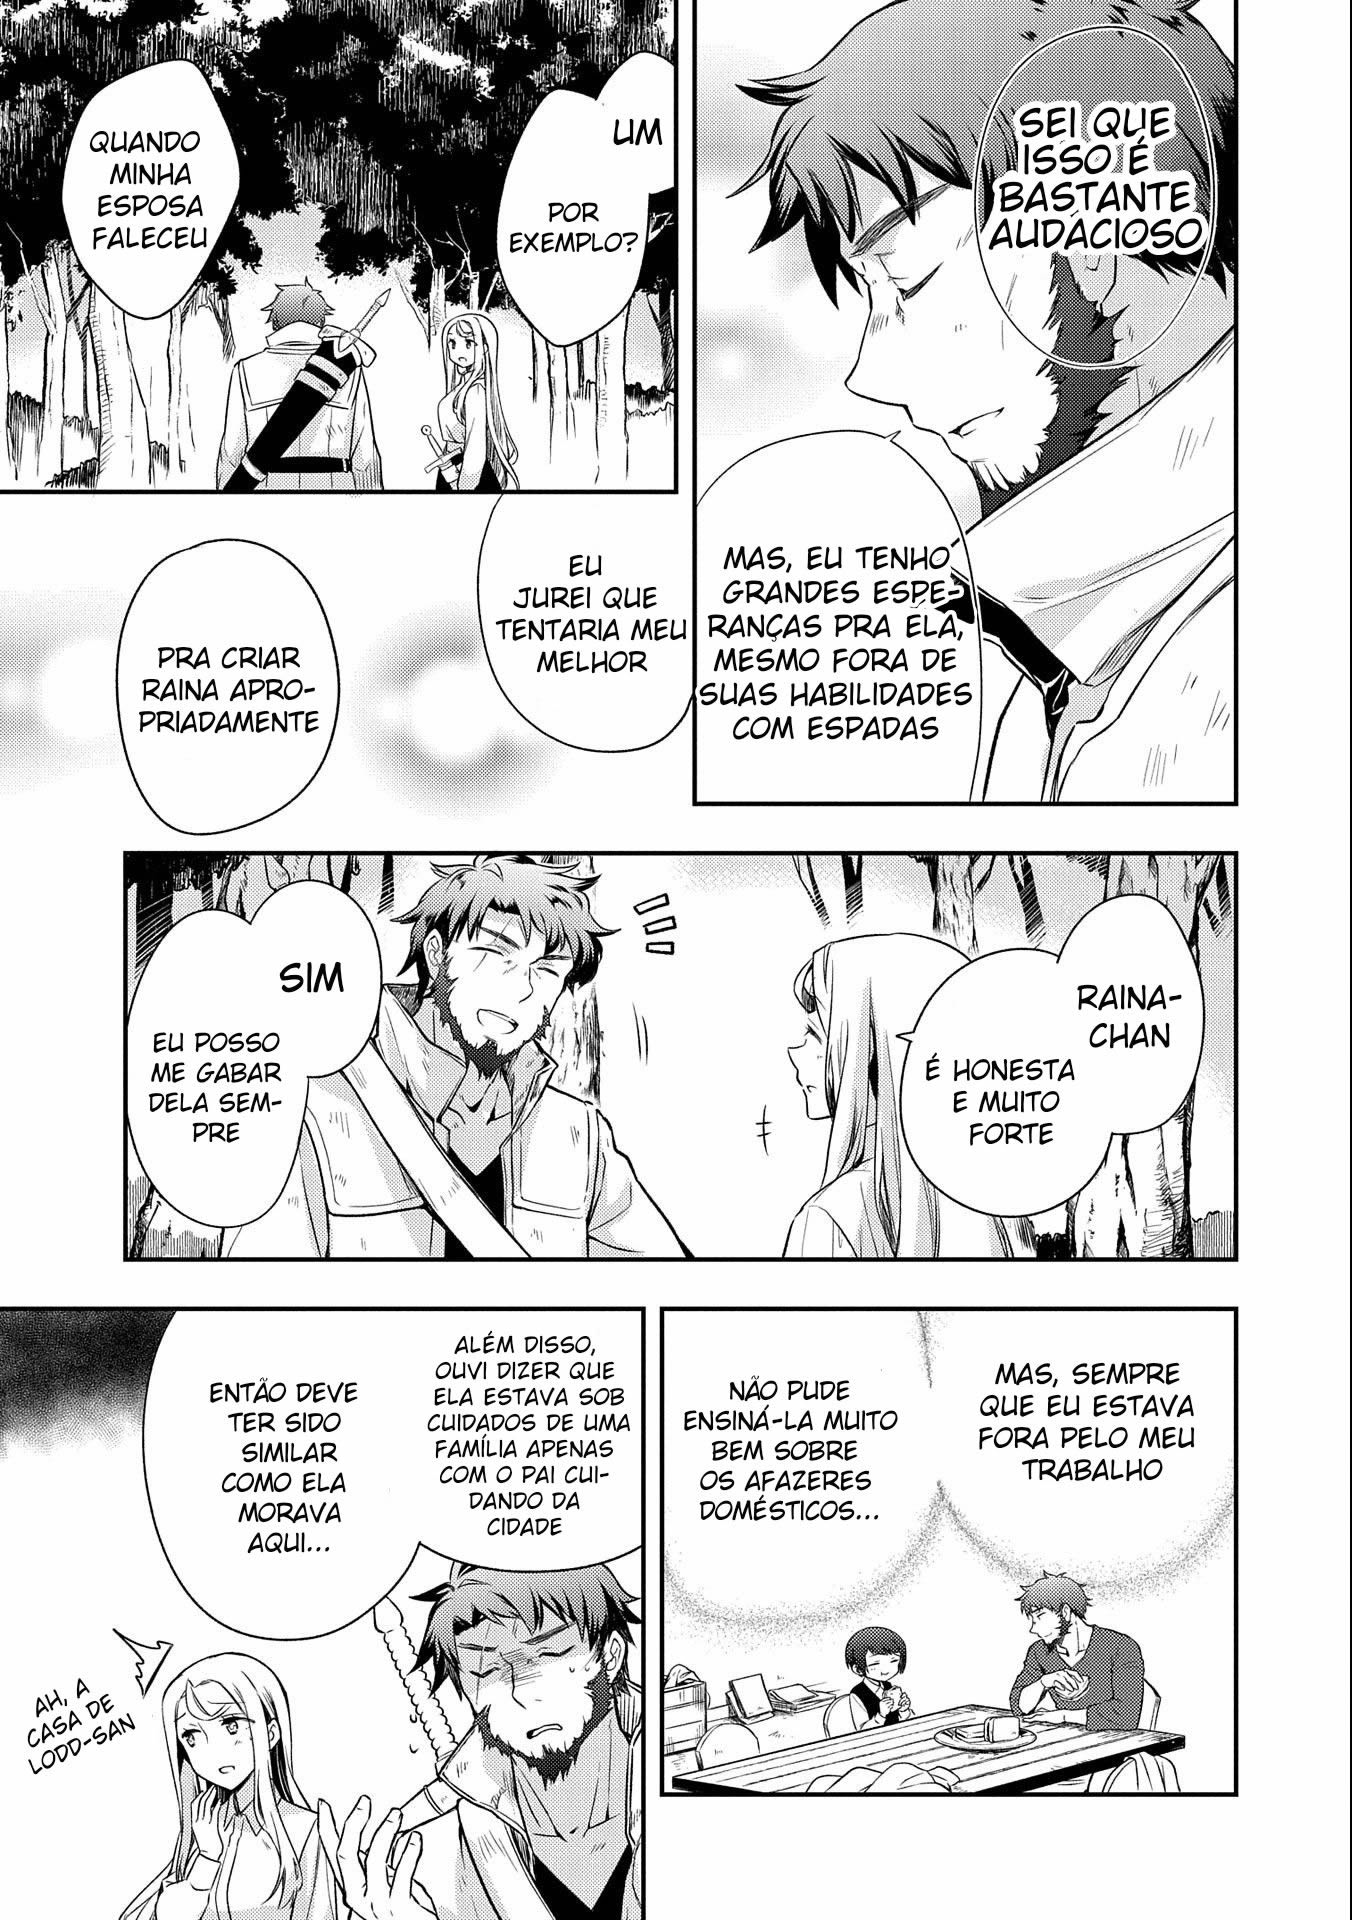 SEI QUE
ISSO É
BASTANTE
AUDACIOSO
MAS, EU TENHO
GRANDES ESPE-
RANÇAS PRA ELA,
MESMO FORA DE
SUAS HABILIDADES
COM ESPADAS
UM
POR
EXEMPLO?
QUANDO
MINHA
ESPOSA
FALECEU
EU
JUREI QUE
TENTARIA MEU
MELHOR
PRA CRIAR
RAINA APRO-
PRIADAMENTE
RAINA-
CHAN
É HONESTA
E MUITO
FORTE
SIM
EU POSSO
ME GABAR
DELA SEM-
PRE
MAS, SEMPRE
QUE EU ESTAVA
FORA PELO MEU
TRABALHO
NÃO PUDE
ENSINÁ-LA MUITO
BEM SOBRE
OS AFAZERES
DOMÉSTICOS...
ALÉM DISSO,
OUVI DIZER QUE
ELA ESTAVA SOB
CUIDADOS DE UMA
FAMÍLIA APENAS
COM O PAI CUI-
DANDO DA
CIDADE
ENTÃO DEVE
TER SIDO
SIMILAR
COMO ELA
MORAVA
AQUI...
AH, A
CASA DE
LODD-SAN